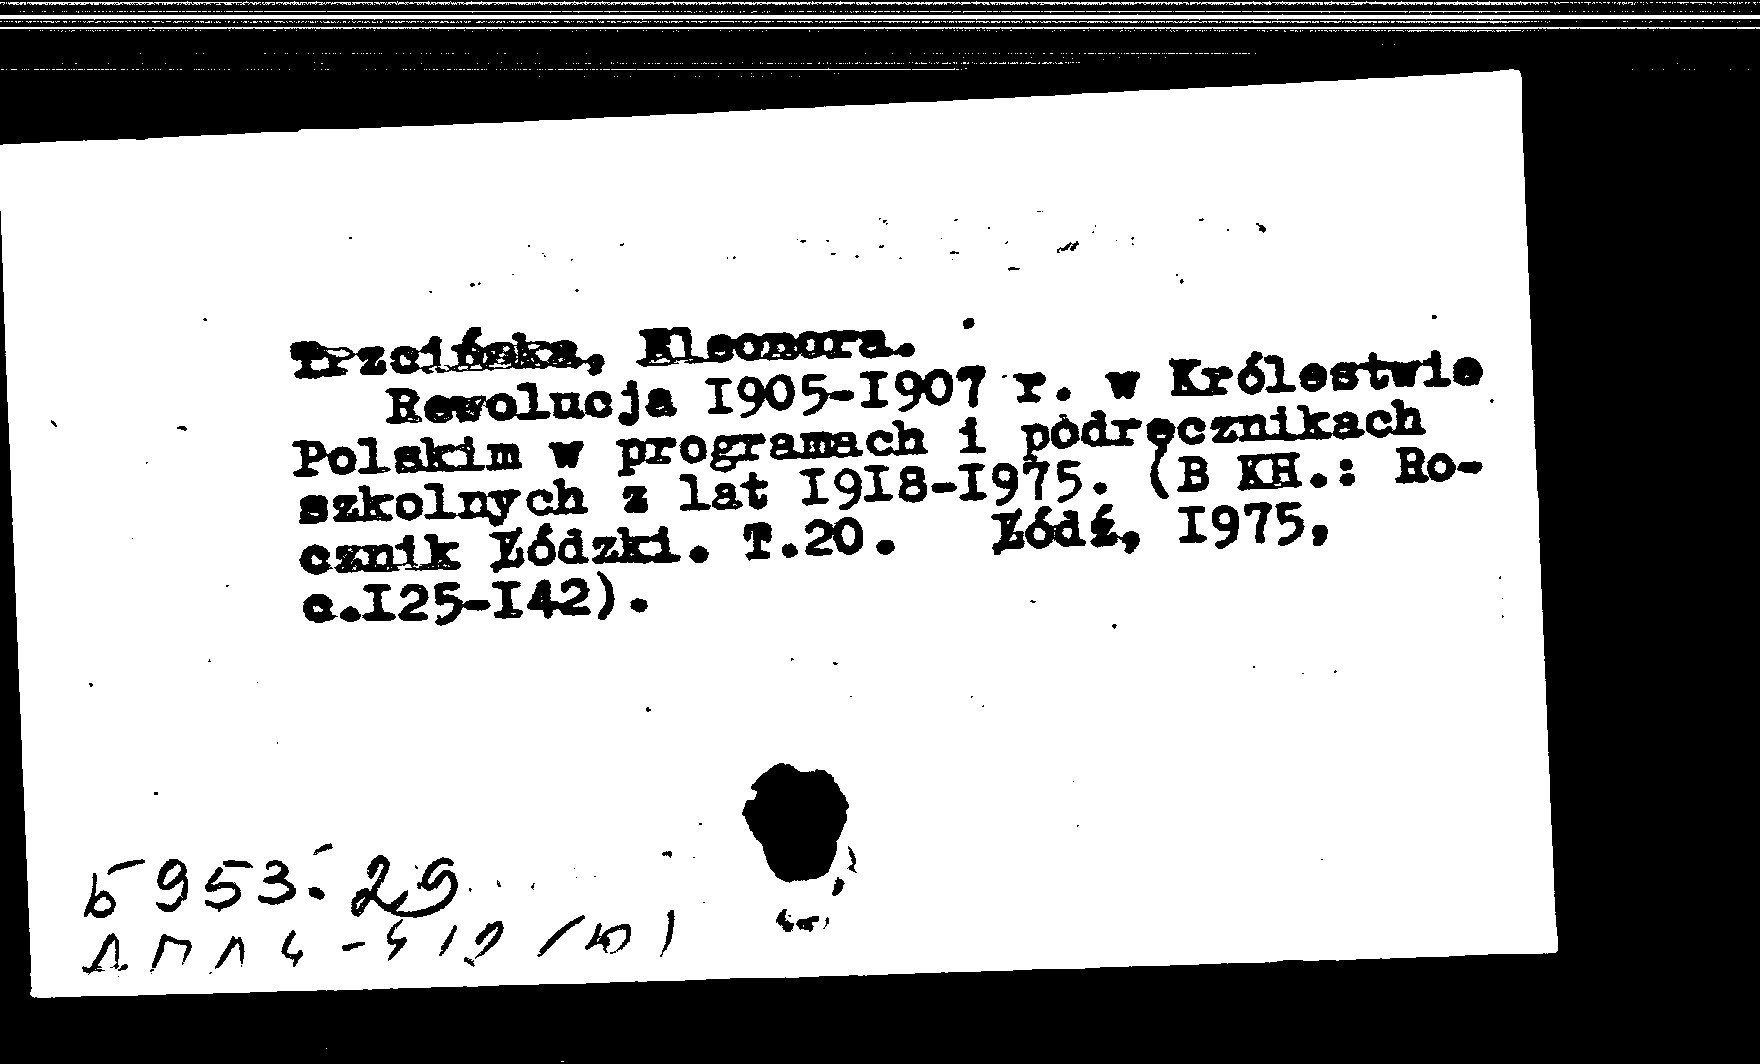 Trzcińska, Eleonora.
Rewolucja I905-I907 r. w Królestwie
Polskim w programach i podręcznikach
szkolnych z lat I9I8-I975. (В КН.: Ro-
cznik Łódzki. T.20. Łódź, I975,
с.I25-I42).
Б 953. 29